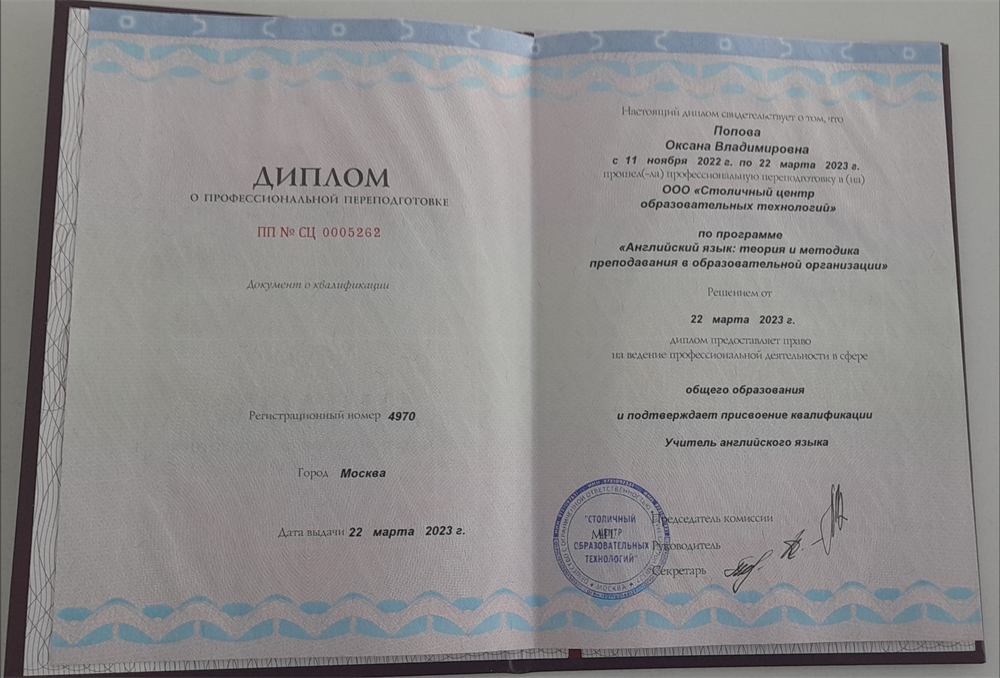 ДИПЛОМ
О ПРОФЕССИОНАЛЬНОЙ ПЕРЕПОДГОТОВКЕ
ПП № СЦ 0005262
Документ о квалификации
Регистрационный номер 4970
Город Москва
Дата выдачи 22 марта 2023 г.
Настоящий диплом свидетельствует о том, что
Попова
Оксана Владимировна
с 11 ноября 2022 г. по 22 марта 2023 г.
прошел(-ла) профессиональную переподготовку в (на)
ООО «Столичный центр
образовательных технологий»
по программе
«Английский язык: теория и методика
преподавания в образовательной организации»
Решением от
22 марта 2023 г.
диплом предоставляет право
на ведение профессиональной деятельности в сфере
общего образования
и подтверждает присвоение квалификации
Учитель английского языка
Председатель комиссии
Руководитель
Секретарь
М.П.
"СТОЛИЧНЫЙ
ЦЕНТР
ОБРАЗОВАТЕЛЬНЫХ
ТЕХНОЛОГИЙ"
МОСКВА